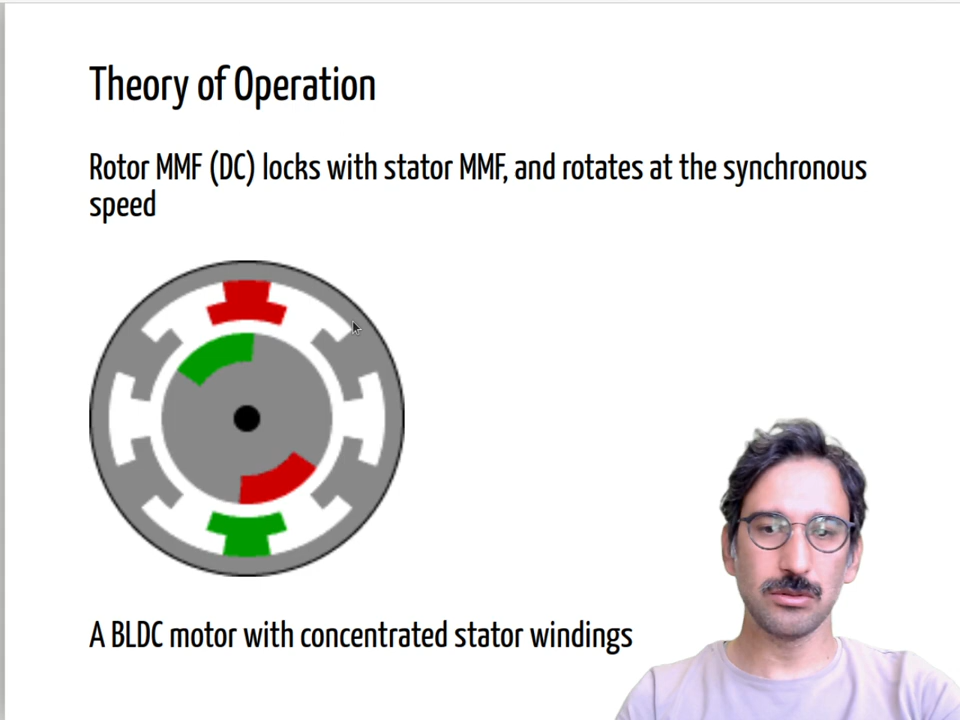 Theory of Operation
Rotor MMF (DC) locks with stator MMF, and rotates at the synchronous
speed
A BLDC motor with concentrated stator windings